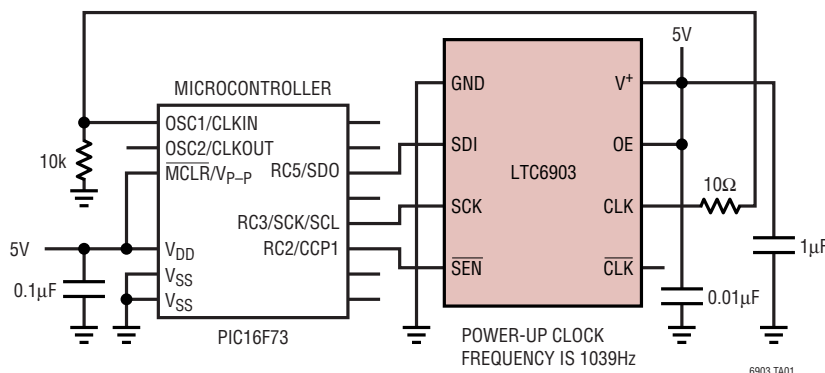 5V
MICROCONTROLLER
OSC1/CLKIN
OSC2/CLKOUT
MCLR/VP–P
RC5/SDO
RC3/SCK/SCL
RC2/CCP1
VDD
VSS
VSS
PIC16F73
10k
5V
0.1µF
GND
SDI
SCK
SEN
LTC6903
V+
OE
CLK
CLK
10Ω
1µF
0.01µF
POWER-UP CLOCK
FREQUENCY IS 1039Hz
6903 TA01